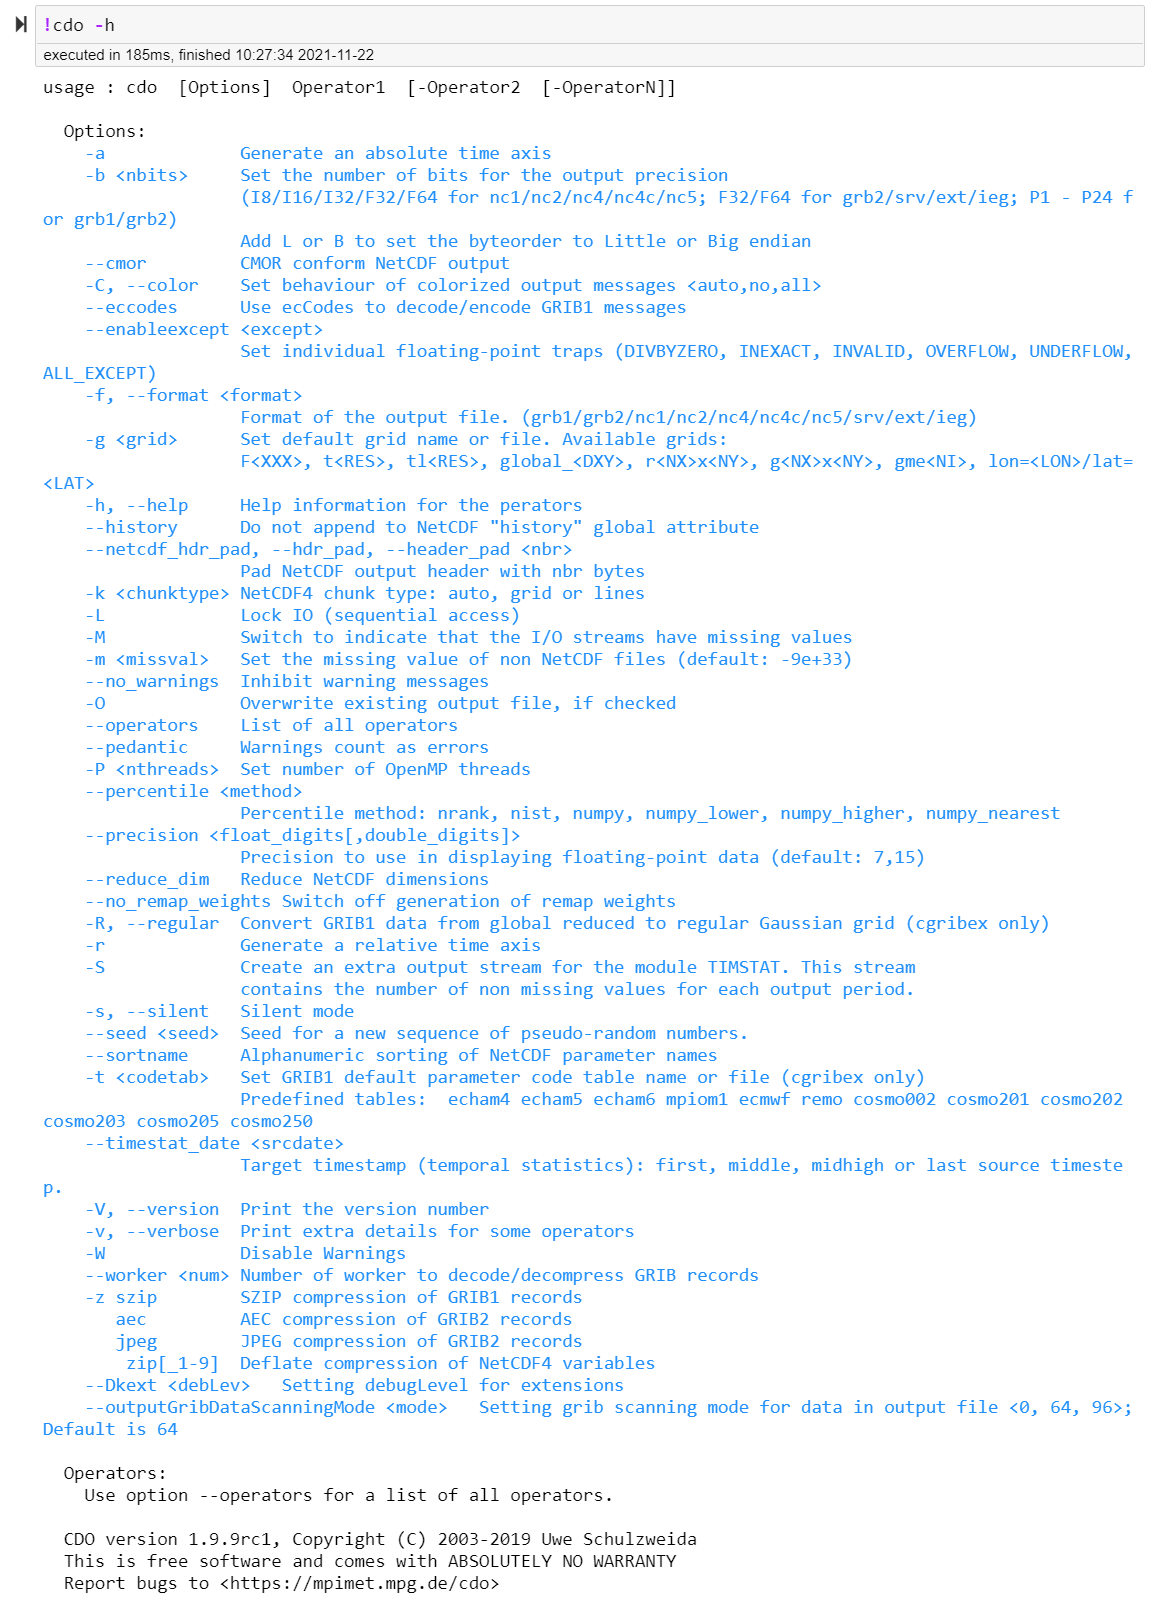 !cdo -h
executed in 185ms, finished 10:27:34 2021-11-22
usage : cdo  [Options]  Operator1  [-Operator2  [-OperatorN]]
  Options:
    -a             Generate an absolute time axis
    -b <nbits>     Set the number of bits for the output precision
                   (I8/I16/I32/F32/F64 for nc1/nc2/nc4/nc4c/nc5; F32/F64 for grb2/srv/ext/ieg; P1 - P24 f
or grb1/grb2)
                   Add L or B to set the byteorder to Little or Big endian
    --cmor         CMOR conform NetCDF output
    -C, --color    Set behaviour of colorized output messages <auto,no,all>
    --eccodes      Use ecCodes to decode/encode GRIB1 messages
    --enableexcept <except>
                   Set individual floating-point traps (DIVBYZERO, INEXACT, INVALID, OVERFLOW, UNDERFLOW,
ALL_EXCEPT)
    -f, --format <format>
                   Format of the output file. (grb1/grb2/nc1/nc2/nc4/nc4c/nc5/srv/ext/ieg)
    -g <grid>      Set default grid name or file. Available grids:
                   F<XXX>, t<RES>, tl<RES>, global_<DXY>, r<NX>x<NY>, g<NX>x<NY>, gme<NI>, lon=<LON>/lat=
<LAT>
    -h, --help     Help information for the perators
    --history      Do not append to NetCDF "history" global attribute
    --netcdf_hdr_pad, --hdr_pad, --header_pad <nbr>
                   Pad NetCDF output header with nbr bytes
    -k <chunktype> NetCDF4 chunk type: auto, grid or lines
    -L             Lock IO (sequential access)
    -M             Switch to indicate that the I/O streams have missing values
    -m <missval>   Set the missing value of non NetCDF files (default: -9e+33)
    --no_warnings  Inhibit warning messages
    -O             Overwrite existing output file, if checked
    --operators    List of all operators
    --pedantic     Warnings count as errors
    -P <nthreads>  Set number of OpenMP threads
    --percentile <method>
                   Percentile method: nrank, nist, numpy, numpy_lower, numpy_higher, numpy_nearest
    --precision <float_digits[,double_digits]>
                   Precision to use in displaying floating-point data (default: 7,15)
    --reduce_dim   Reduce NetCDF dimensions
    --no_remap_weights Switch off generation of remap weights
    -R, --regular  Convert GRIB1 data from global reduced to regular Gaussian grid (cgribex only)
    -r             Generate a relative time axis
    -S             Create an extra output stream for the module TIMSTAT. This stream
                   contains the number of non missing values for each output period.
    -s, --silent   Silent mode
    --seed <seed>  Seed for a new sequence of pseudo-random numbers.
    --sortname     Alphanumeric sorting of NetCDF parameter names
    -t <codetab>   Set GRIB1 default parameter code table name or file (cgribex only)
                   Predefined tables:  echam4 echam5 echam6 mpiom1 ecmwf remo cosmo002 cosmo201 cosmo202
cosmo203 cosmo205 cosmo250
    --timestat_date <srcdate>
                   Target timestamp (temporal statistics): first, middle, midhigh or last source timeste
p.
    -V, --version  Print the version number
    -v, --verbose  Print extra details for some operators
    -W             Disable Warnings
    --worker <num> Number of worker to decode/decompress GRIB records
    -z szip        SZIP compression of GRIB1 records
       aec         AEC compression of GRIB2 records
       jpeg        JPEG compression of GRIB2 records
        zip[_1-9]  Deflate compression of NetCDF4 variables
    --Dkext <debLev>   Setting debugLevel for extensions
    --outputGribDataScanningMode <mode>   Setting grib scanning mode for data in output file <0, 64, 96>;
Default is 64
  Operators:
    Use option --operators for a list of all operators.
  CDO version 1.9.9rc1, Copyright (C) 2003-2019 Uwe Schulzweida
  This is free software and comes with ABSOLUTELY NO WARRANTY
  Report bugs to <https://mpimet.mpg.de/cdo>